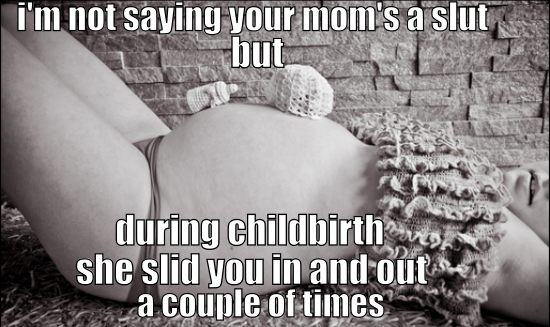 i'm not saying your mom's a slut
but
during childbirth
she slid you in and out
a couple of times